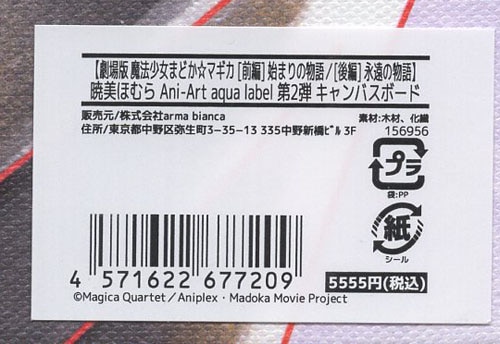 【劇場版 魔法少女まどか☆マギカ [前編] 始まりの物語/[後編] 永遠の物語】
暁美ほむら Ani-Art aqua label 第2弾 キャンバスボード
販売元/株式会社arma bianca
素材:木材、化繊
住所/東京都中野区弥生町3-35-13 335中野新橋ビル 3F
156956
プラ
袋:PP
紙
シール
4 571622 677209
5555円(税込)
©Magica Quartet/Aniplex・Madoka Movie Project